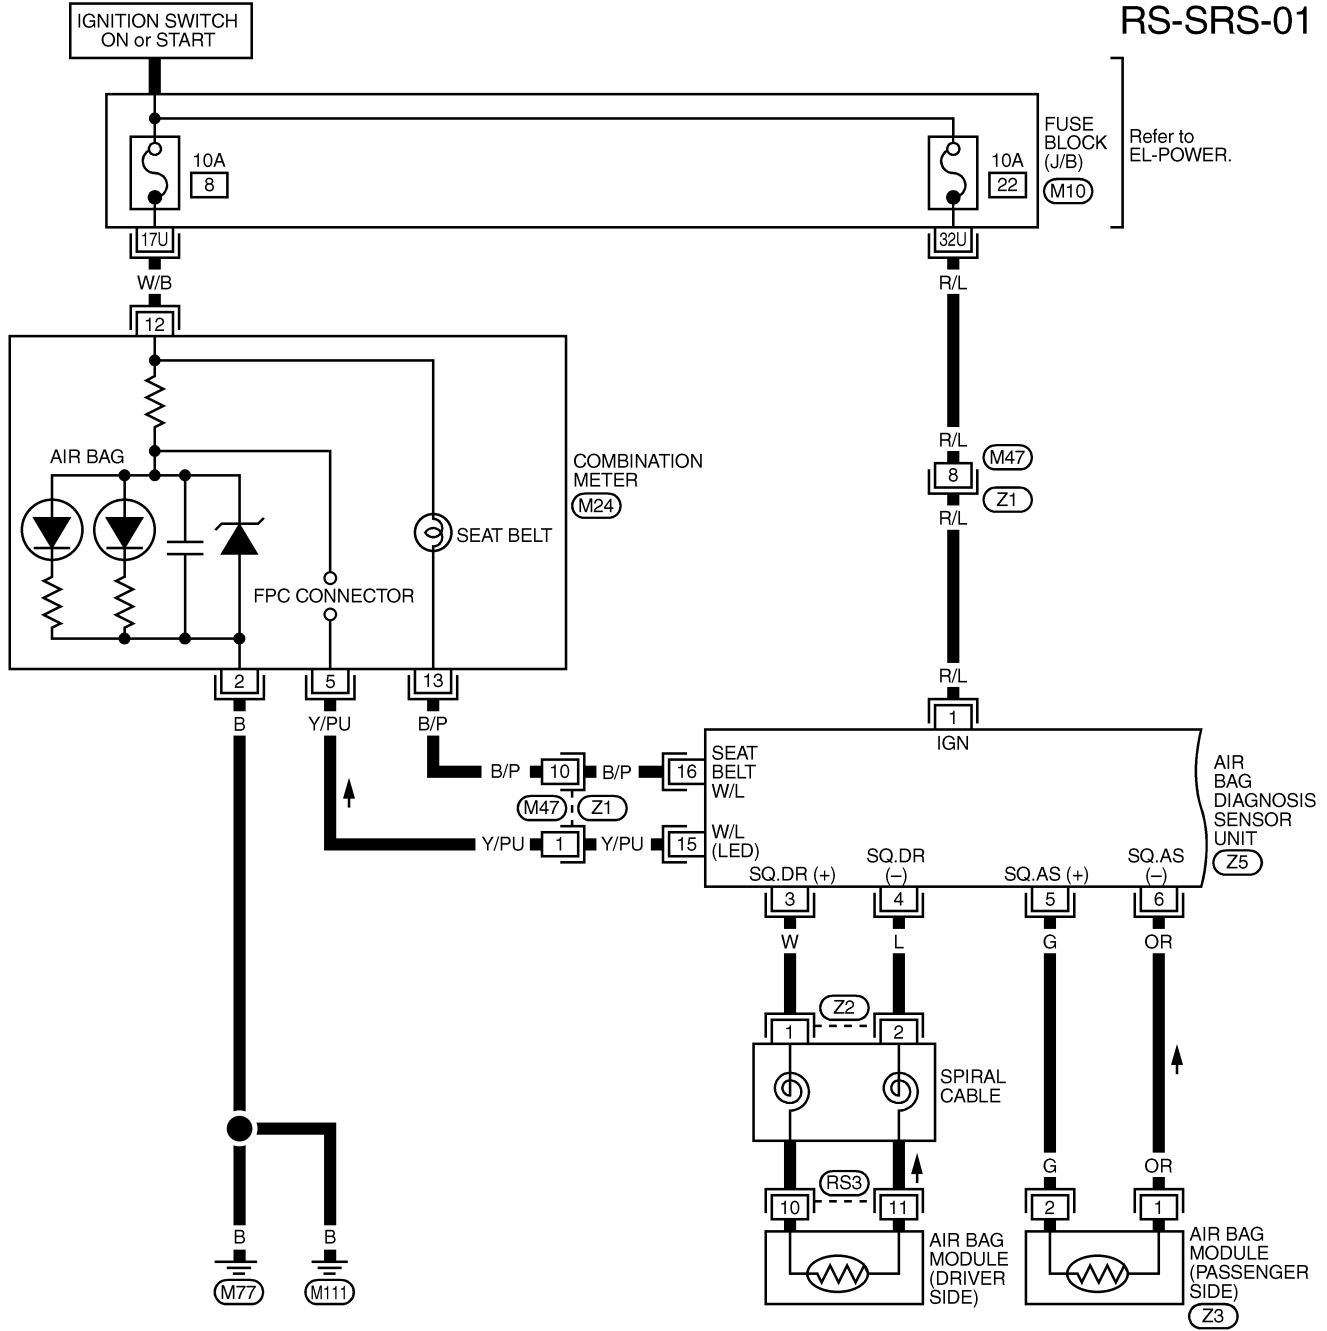 RS-SRS-01
IGNITION SWITCH
ON or START
10A
8
10A
22
FUSE
BLOCK
(J/B)
M10
Refer to
EL-POWER.
17U
32U
W/B
R/L
12
AIR BAG
SEAT BELT
FPC CONNECTOR
COMBINATION
METER
M24
R/L
M47
8
Z1
R/L
R/L
2
5
13
B
Y/PU
B/P
1
IGN
B/P
10
B/P
16
SEAT
BELT
W/L
M47
Z1
Y/PU
1
Y/PU
15
W/L
(LED)
AIR
BAG
DIAGNOSIS
SENSOR
UNIT
Z5
SQ.DR (+)
SQ.DR
(–)
SQ.AS (+)
SQ.AS
(–)
3
4
5
6
W
L
G
OR
Z2
1
2
SPIRAL
CABLE
G
OR
RS3
10
11
2
1
AIR BAG
MODULE
(DRIVER
SIDE)
AIR BAG
MODULE
(PASSENGER
SIDE)
Z3
B
B
M77
M111